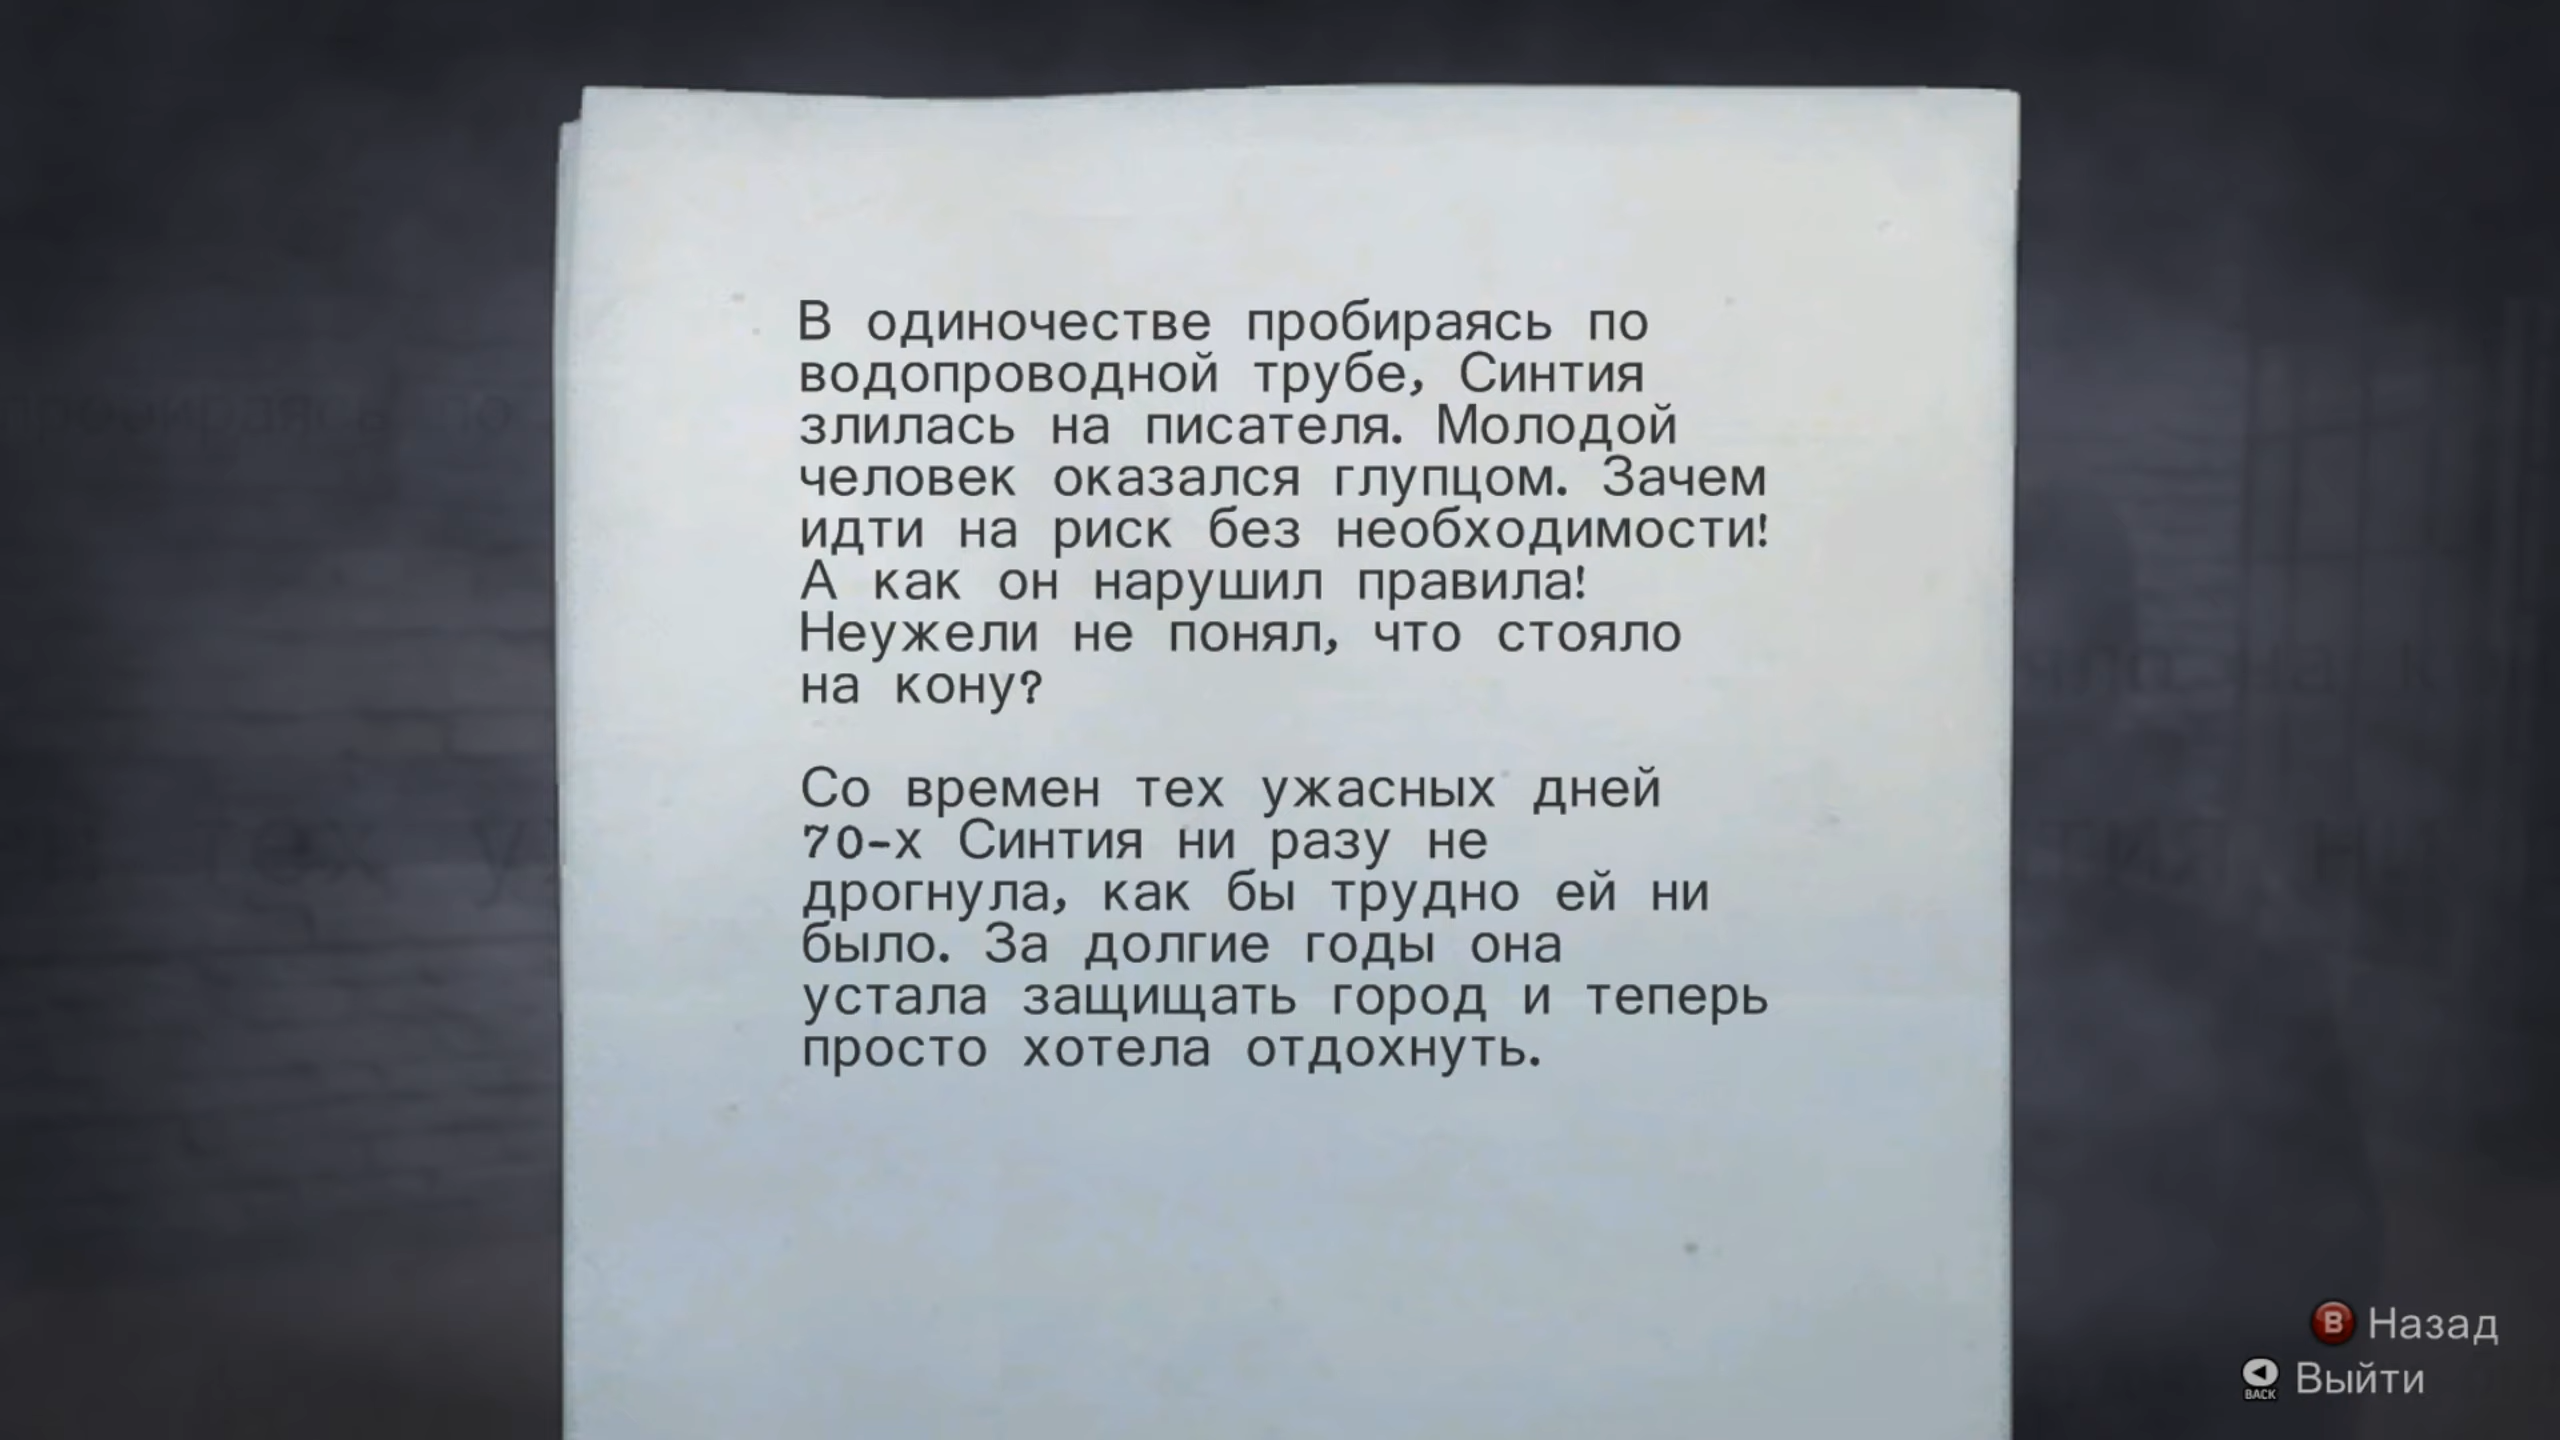 В одиночестве пробираясь по
водопроводной трубе, Синтия
злилась на писателя. Молодой
человек оказался глупцом. Зачем
идти на риск без необходимости!
А как он нарушил правила!
Неужели не понял, что стояло
на кону?
Со времен тех ужасных дней
70-х Синтия ни разу не
дрогнула, как бы трудно ей ни
было. За долгие годы она
устала защищать город и теперь
просто хотела отдохнуть.
B Назад
BACK Выйти